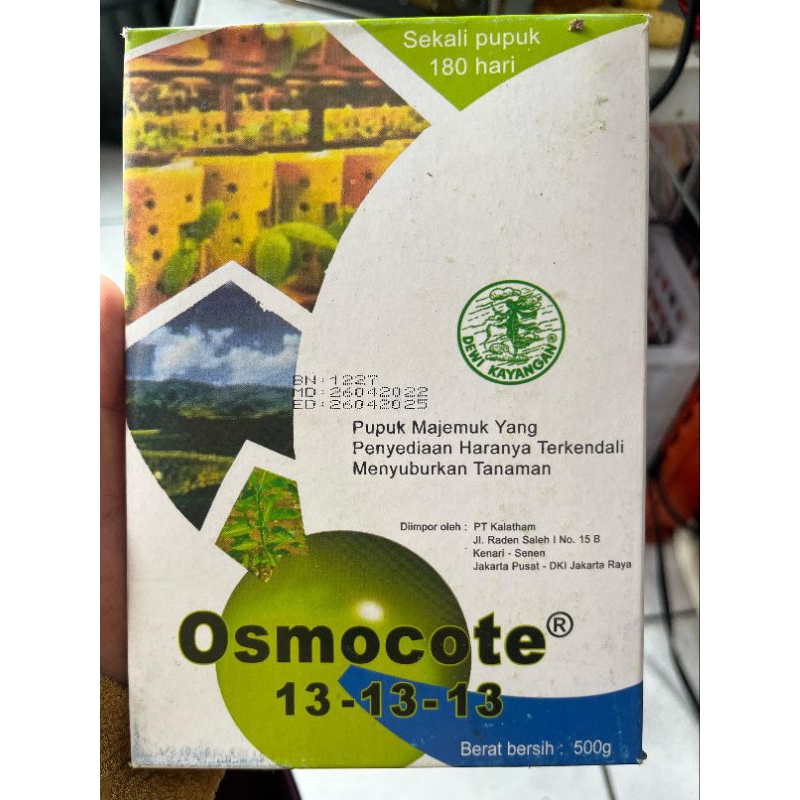 Sekali pupuk
180 hari
DEWI KAYANGAN®
BN:1227
MD:26042022
ED:26042025
Pupuk Majemuk Yang
Penyediaan Haranya Terkendali
Menyuburkan Tanaman
Diimpor oleh : PT Kalatham
Jl. Raden Saleh I No. 15 B
Kenari - Senen
Jakarta Pusat - DKI Jakarta Raya
Osmocote®
13-13-13
Berat bersih : 500g